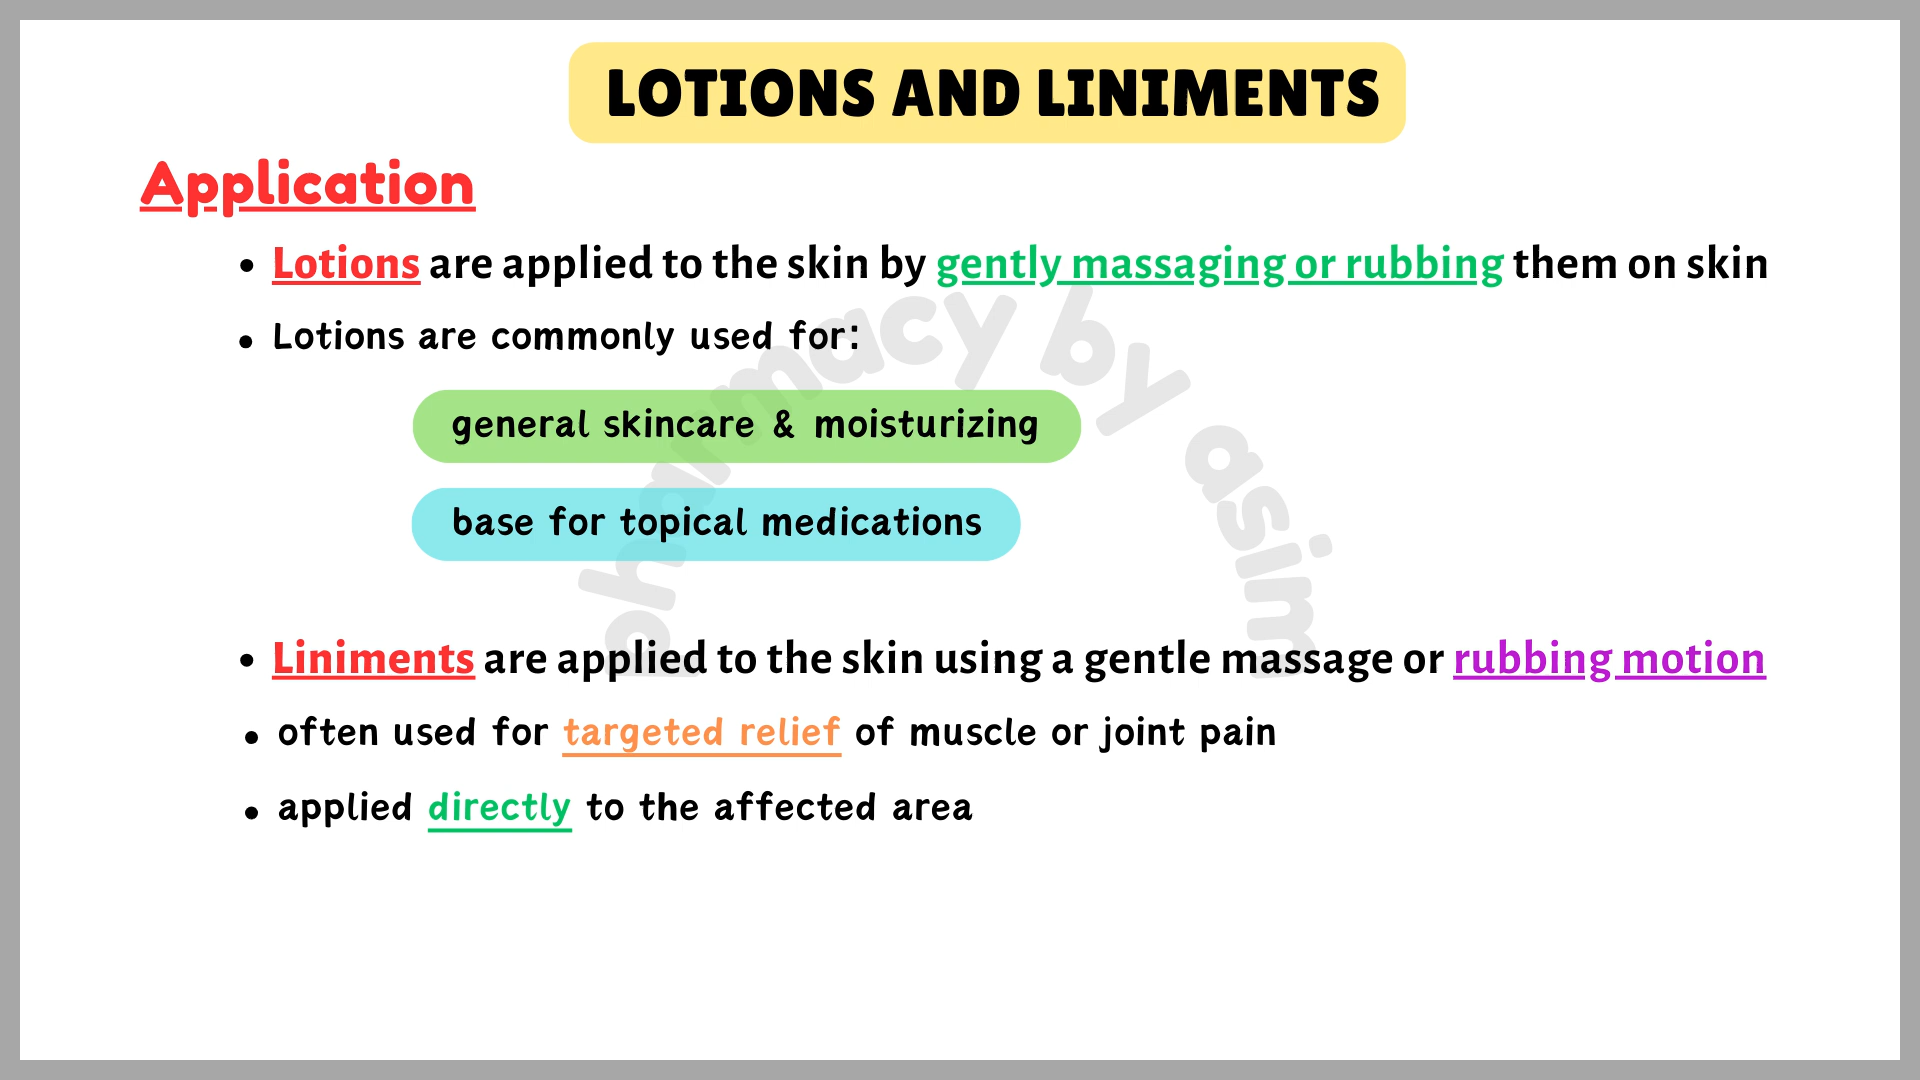 LOTIONS AND LINIMENTS
Application
• Lotions are applied to the skin by gently massaging or rubbing them on skin
• Lotions are commonly used for:
general skincare & moisturizing
base for topical medications
• Liniments are applied to the skin using a gentle massage or rubbing motion
• often used for targeted relief of muscle or joint pain
• applied directly to the affected area
pharmacy by asim